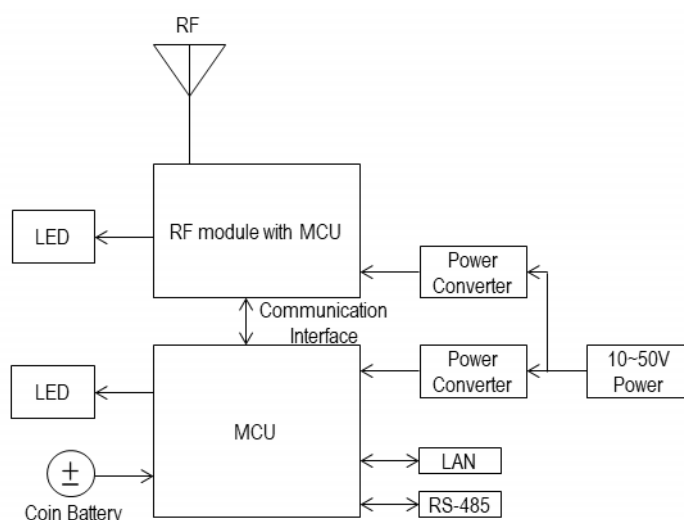 RF
LED
RF module with MCU
Power
Converter
Communication
Interface
Power
Converter
10~50V
Power
LED
MCU
LAN
±
Coin Battery
RS-485